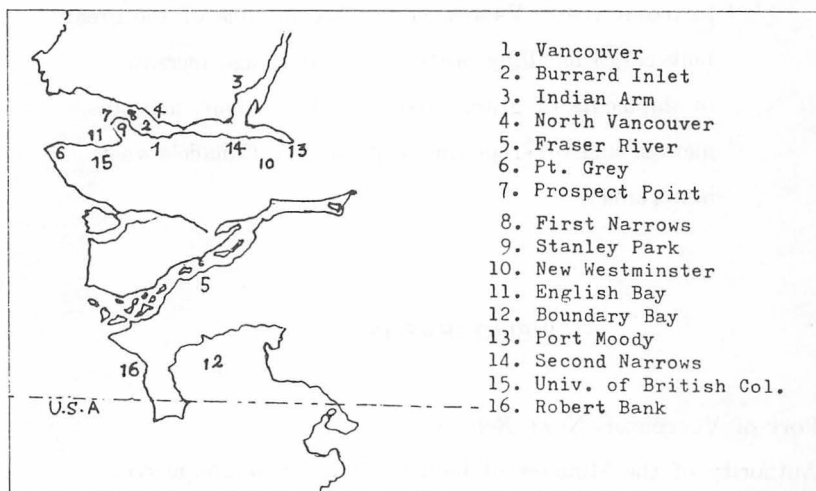 3
7 8 4
9 2
11 1 14 13
6 15 10
5
16 12
U.S.A
1. Vancouver
2. Burrard Inlet
3. Indian Arm
4. North Vancouver
5. Fraser River
6. Pt. Grey
7. Prospect Point
8. First Narrows
9. Stanley Park
10. New Westminster
11. English Bay
12. Boundary Bay
13. Port Moody
14. Second Narrows
15. Univ. of British Col.
16. Robert Bank